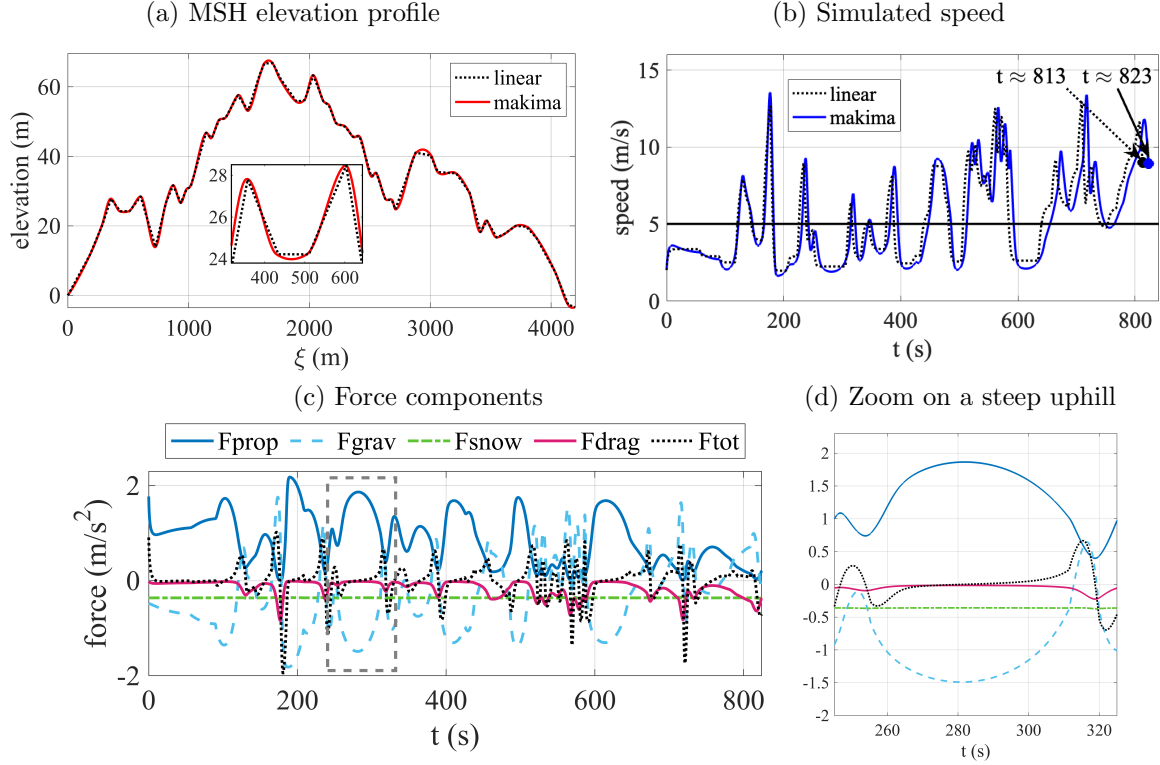 (a) MSH elevation profile
elevation (m)
60
40
20
0
linear
makima
28
26
24
400 500 600
0 1000 2000 3000 4000
ξ (m)
(b) Simulated speed
speed (m/s)
15
10
5
0
linear
makima
t ≈ 813 t ≈ 823
0 200 400 600 800
t (s)
(c) Force components
Fprop Fgrav Fsnow Fdrag Ftot
force (m/s²)
2
0
-2
0 200 400 600 800
t (s)
(d) Zoom on a steep uphill
2
1.5
1
0.5
0
-0.5
-1
-1.5
-2
260 280 300 320
t (s)